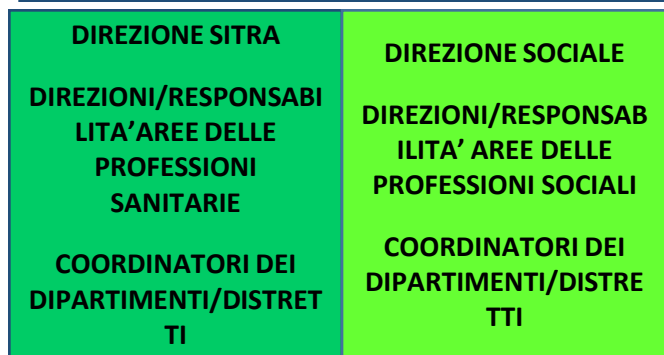 DIREZIONE SITRA
DIREZIONI/RESPONSABI
LITA’AREE DELLE
PROFESSIONI
SANITARIE
COORDINATORI DEI
DIPARTIMENTI/DISTRET
TI
DIREZIONE SOCIALE
DIREZIONI/RESPONSAB
ILITA’ AREE DELLE
PROFESSIONI SOCIALI
COORDINATORI DEI
DIPARTIMENTI/DISTRE
TTI